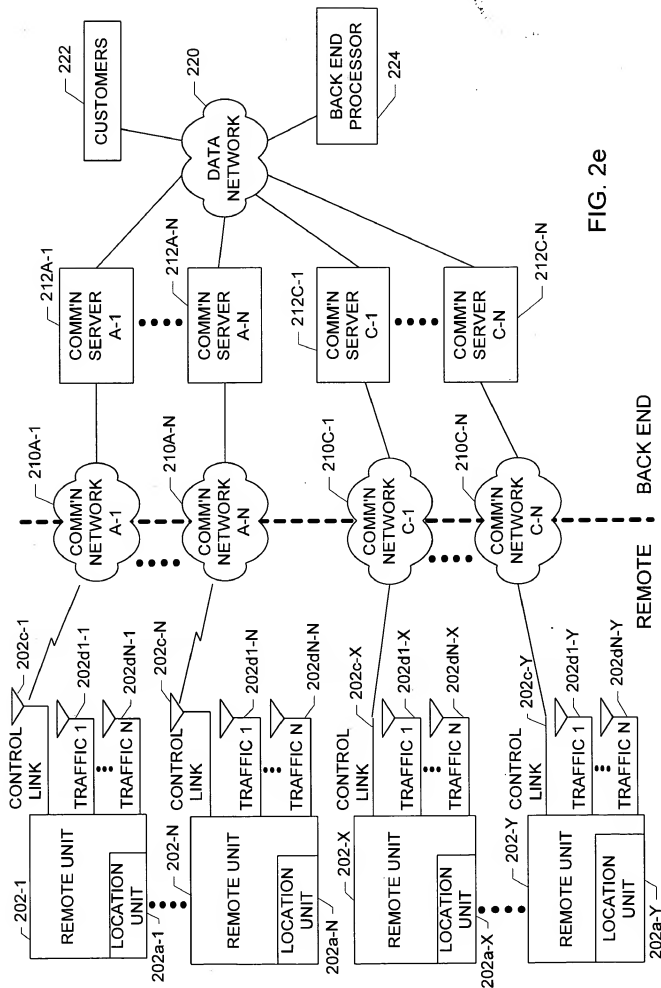 202-1
REMOTE UNIT
LOCATION
UNIT
202a-1
CONTROL
LINK
202c-1
TRAFFIC 1
202d1-1
TRAFFIC N
202dN-1
202-N
REMOTE UNIT
LOCATION
UNIT
202a-N
CONTROL
LINK
202c-N
TRAFFIC 1
202d1-N
TRAFFIC N
202dN-N
202-X
REMOTE UNIT
LOCATION
UNIT
202a-X
CONTROL
LINK
202c-X
TRAFFIC 1
202d1-X
TRAFFIC N
202dN-X
202-Y
REMOTE UNIT
LOCATION
UNIT
202a-Y
CONTROL
LINK
202c-Y
TRAFFIC 1
202d1-Y
TRAFFIC N
202dN-Y
210A-1
COMM'N
NETWORK
A-1
210A-N
COMM'N
NETWORK
A-N
210C-1
COMM'N
NETWORK
C-1
210C-N
COMM'N
NETWORK
C-N
REMOTE
BACK END
212A-1
COMM'N
SERVER
A-1
212A-N
COMM'N
SERVER
A-N
212C-1
COMM'N
SERVER
C-1
212C-N
COMM'N
SERVER
C-N
222
CUSTOMERS
220
DATA
NETWORK
BACK END
PROCESSOR
224
FIG. 2e